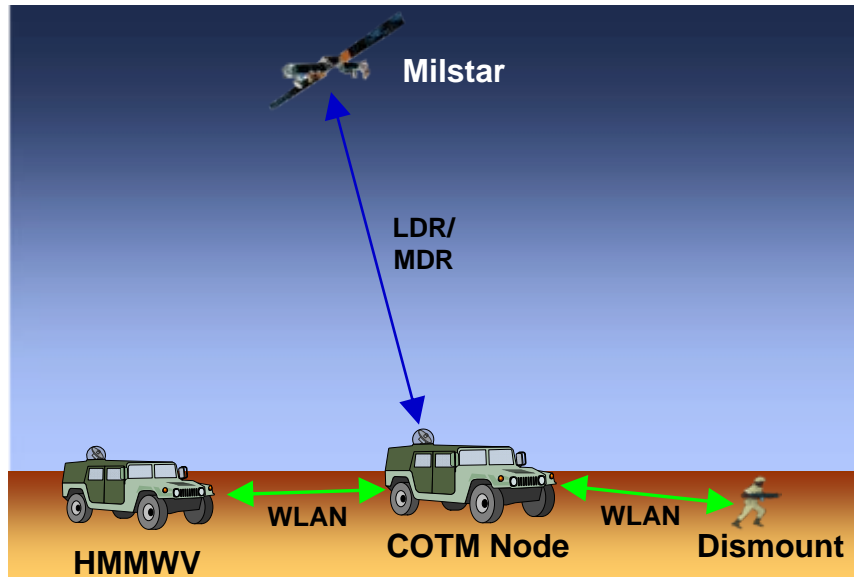 Milstar
LDR/
MDR
WLAN
WLAN
HMMWV
COTM Node
Dismount